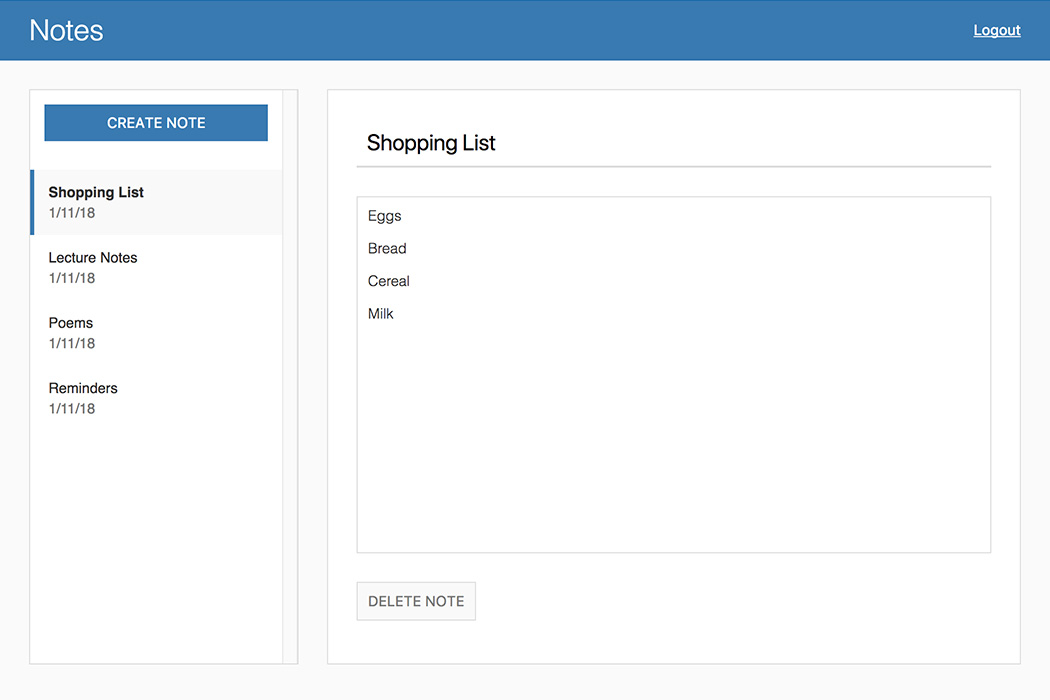 Notes
Logout
CREATE NOTE
Shopping List
1/11/18
Lecture Notes
1/11/18
Poems
1/11/18
Reminders
1/11/18
Shopping List
Eggs
Bread
Cereal
Milk
DELETE NOTE